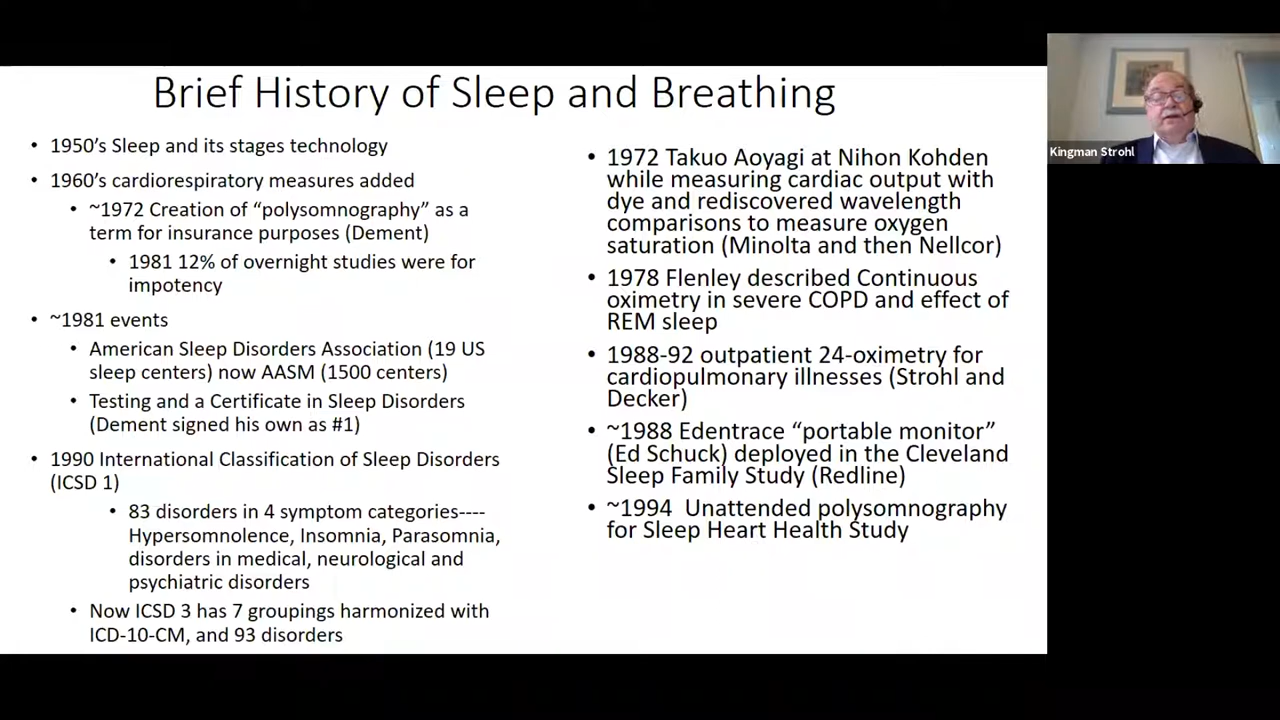 Brief History of Sleep and Breathing
• 1950's Sleep and its stages technology
• 1960's cardiorespiratory measures added
• ~1972 Creation of “polysomnography” as a
term for insurance purposes (Dement)
• 1981 12% of overnight studies were for
impotency
• ~1981 events
• American Sleep Disorders Association (19 US
sleep centers) now AASM (1500 centers)
• Testing and a Certificate in Sleep Disorders
(Dement signed his own as #1)
• 1990 International Classification of Sleep Disorders
(ICSD 1)
• 83 disorders in 4 symptom categories----
Hypersomnolence, Insomnia, Parasomnia,
disorders in medical, neurological and
psychiatric disorders
• Now ICSD 3 has 7 groupings harmonized with
ICD-10-CM, and 93 disorders
• 1972 Takuo Aoyagi at Nihon Kohden
while measuring cardiac output with
dye and rediscovered wavelength
comparisons to measure oxygen
saturation (Minolta and then Nellcor)
• 1978 Flenley described Continuous
oximetry in severe COPD and effect of
REM sleep
• 1988-92 outpatient 24-oximetry for
cardiopulmonary illnesses (Strohl and
Decker)
• ~1988 Edentrace “portable monitor”
(Ed Schuck) deployed in the Cleveland
Sleep Family Study (Redline)
• ~1994 Unattended polysomnography
for Sleep Heart Health Study
Kingman Strohl